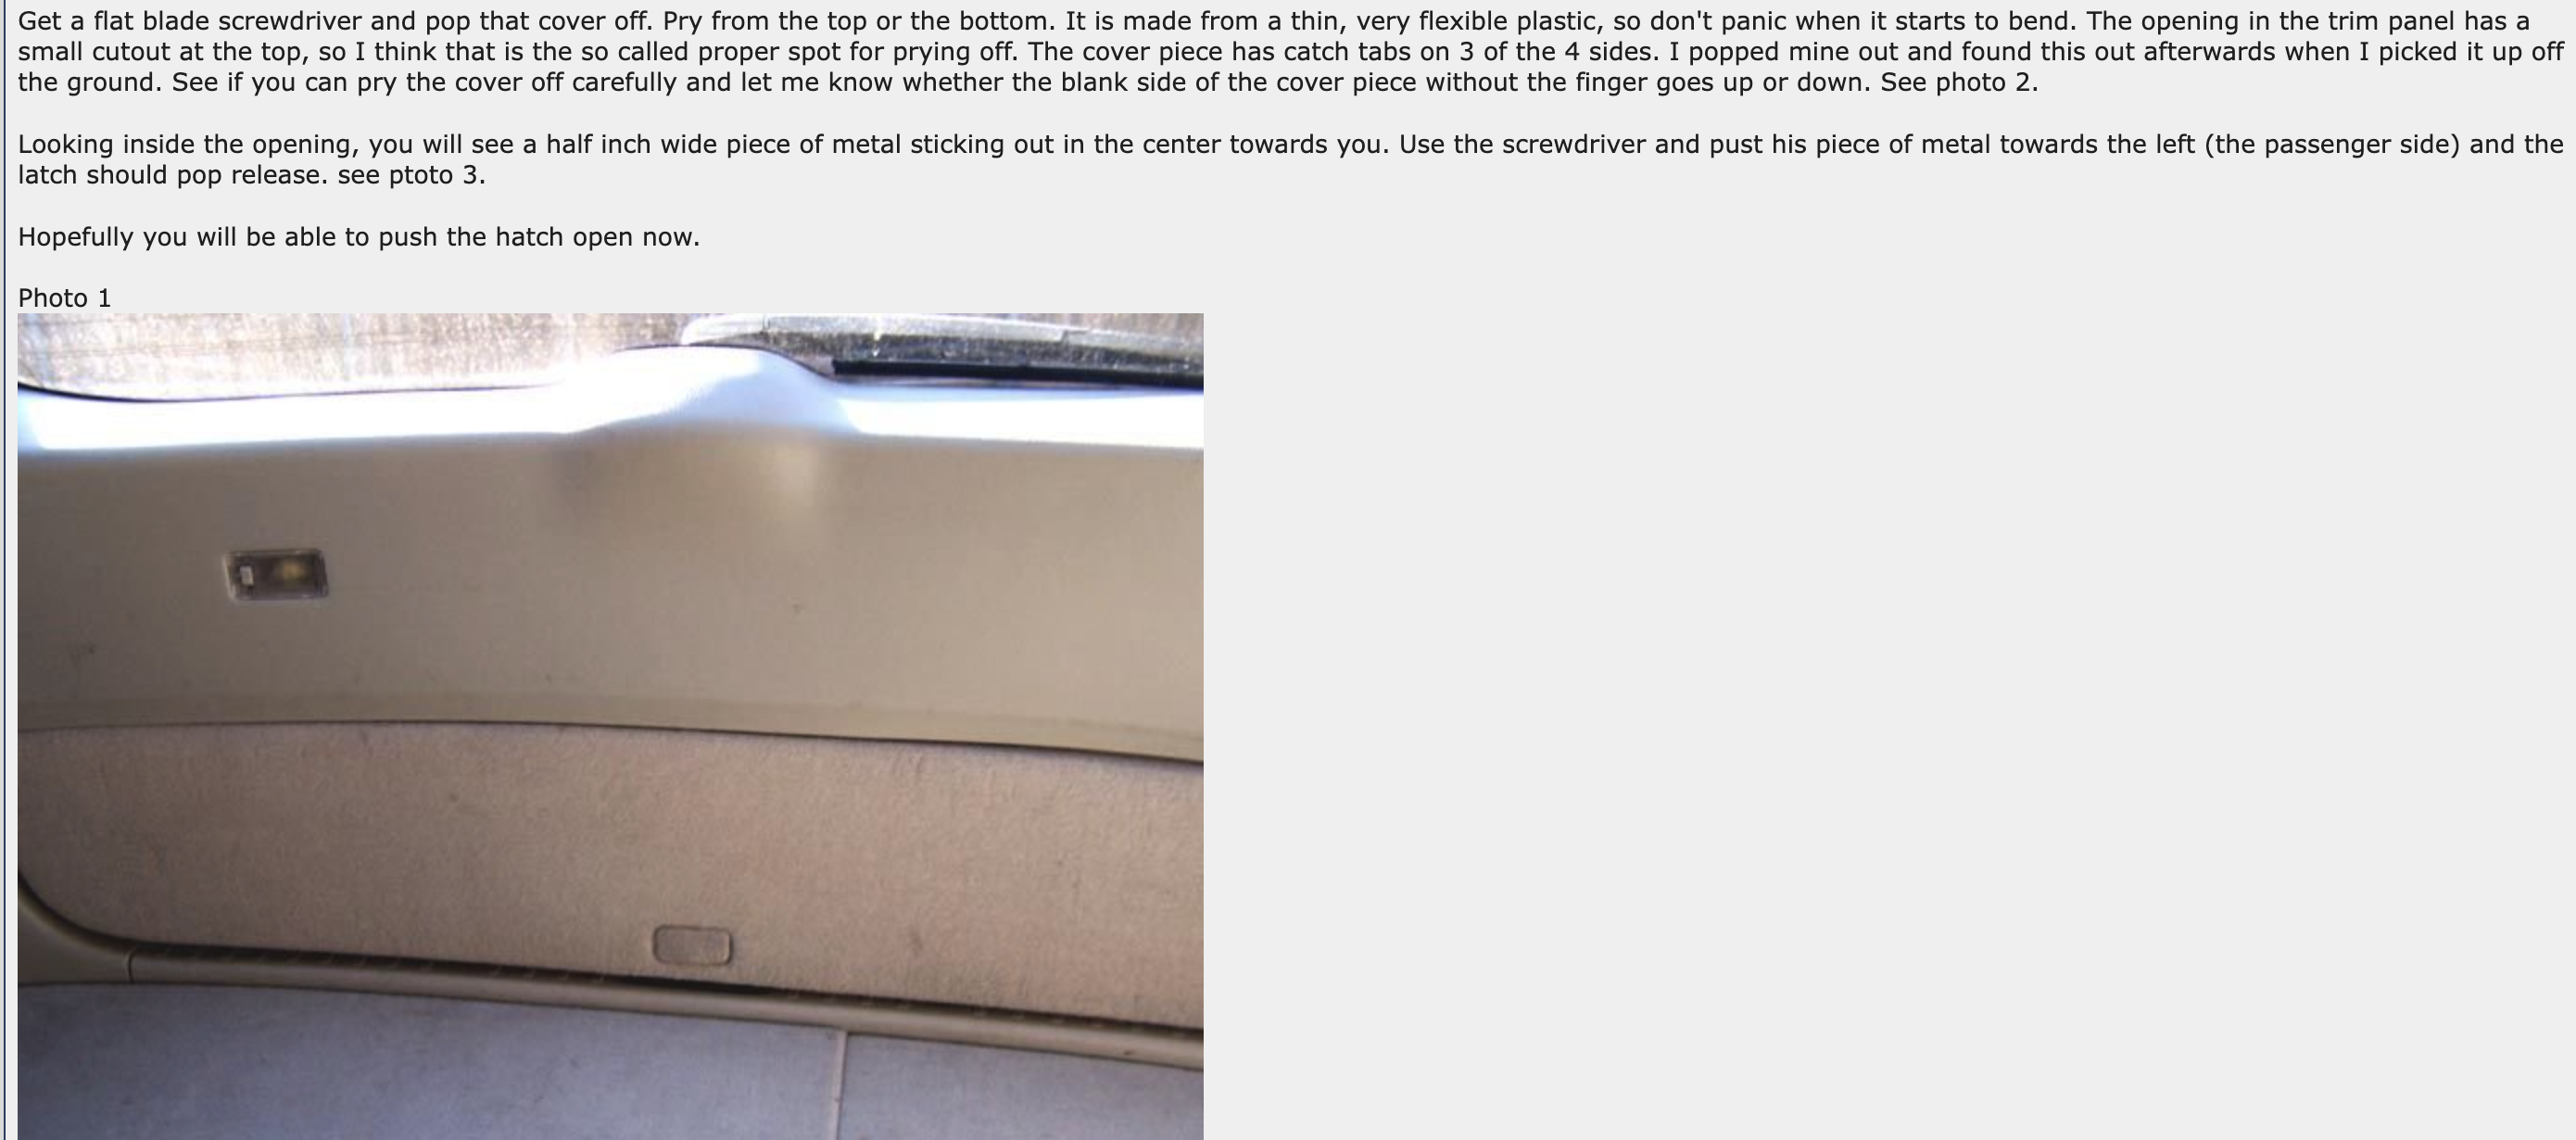 Get a flat blade screwdriver and pop that cover off. Pry from the top or the bottom. It is made from a thin, very flexible plastic, so don't panic when it starts to bend. The opening in the trim panel has a
small cutout at the top, so I think that is the so called proper spot for prying off. The cover piece has catch tabs on 3 of the 4 sides. I popped mine out and found this out afterwards when I picked it up off
the ground. See if you can pry the cover off carefully and let me know whether the blank side of the cover piece without the finger goes up or down. See photo 2.
Looking inside the opening, you will see a half inch wide piece of metal sticking out in the center towards you. Use the screwdriver and pust his piece of metal towards the left (the passenger side) and the
latch should pop release. see ptoto 3.
Hopefully you will be able to push the hatch open now.
Photo 1